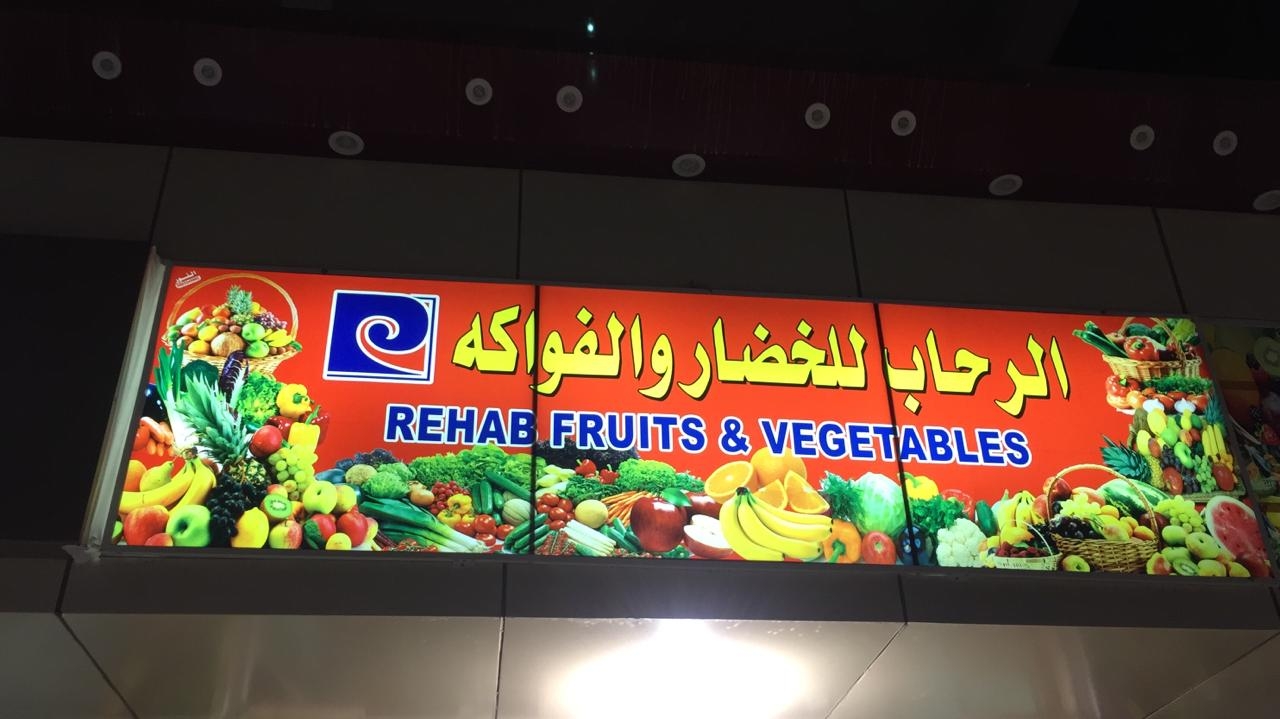 الرحاب للخضار والفواكه
REHAB FRUITS & VEGETABLES